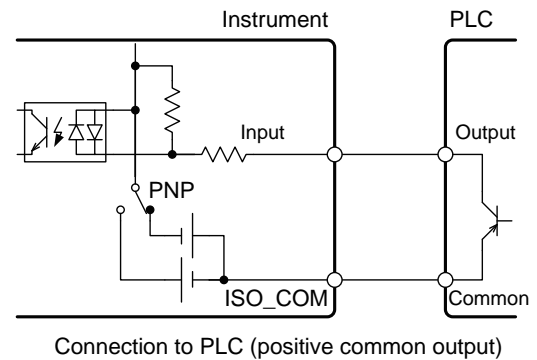 Instrument
PLC
Input
Output
PNP
ISO_COM
Common
Connection to PLC (positive common output)